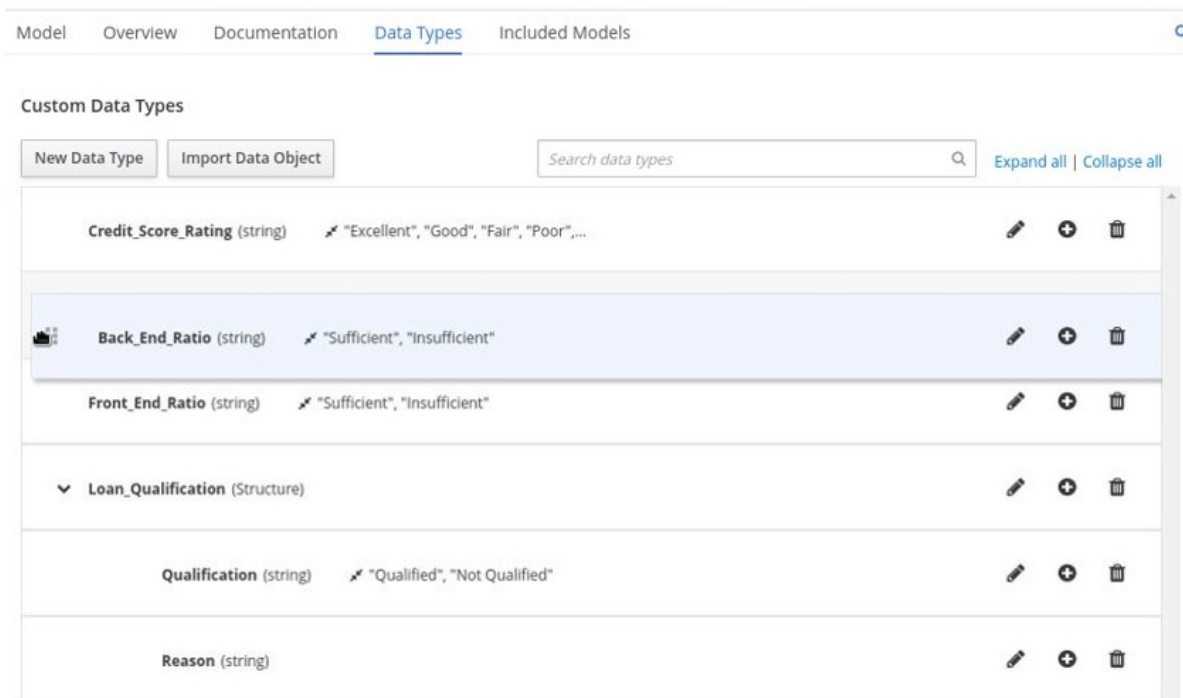 Model Overview Documentation Data Types Included Models
Custom Data Types
New Data Type Import Data Object Search data types Expand all | Collapse all
Credit_Score_Rating (string) "Excellent", "Good", "Fair", "Poor",...
Back_End_Ratio (string) "Sufficient", "Insufficient"
Front_End_Ratio (string) "Sufficient", "Insufficient"
Loan_Qualification (Structure)
Qualification (string) "Qualified", "Not Qualified"
Reason (string)